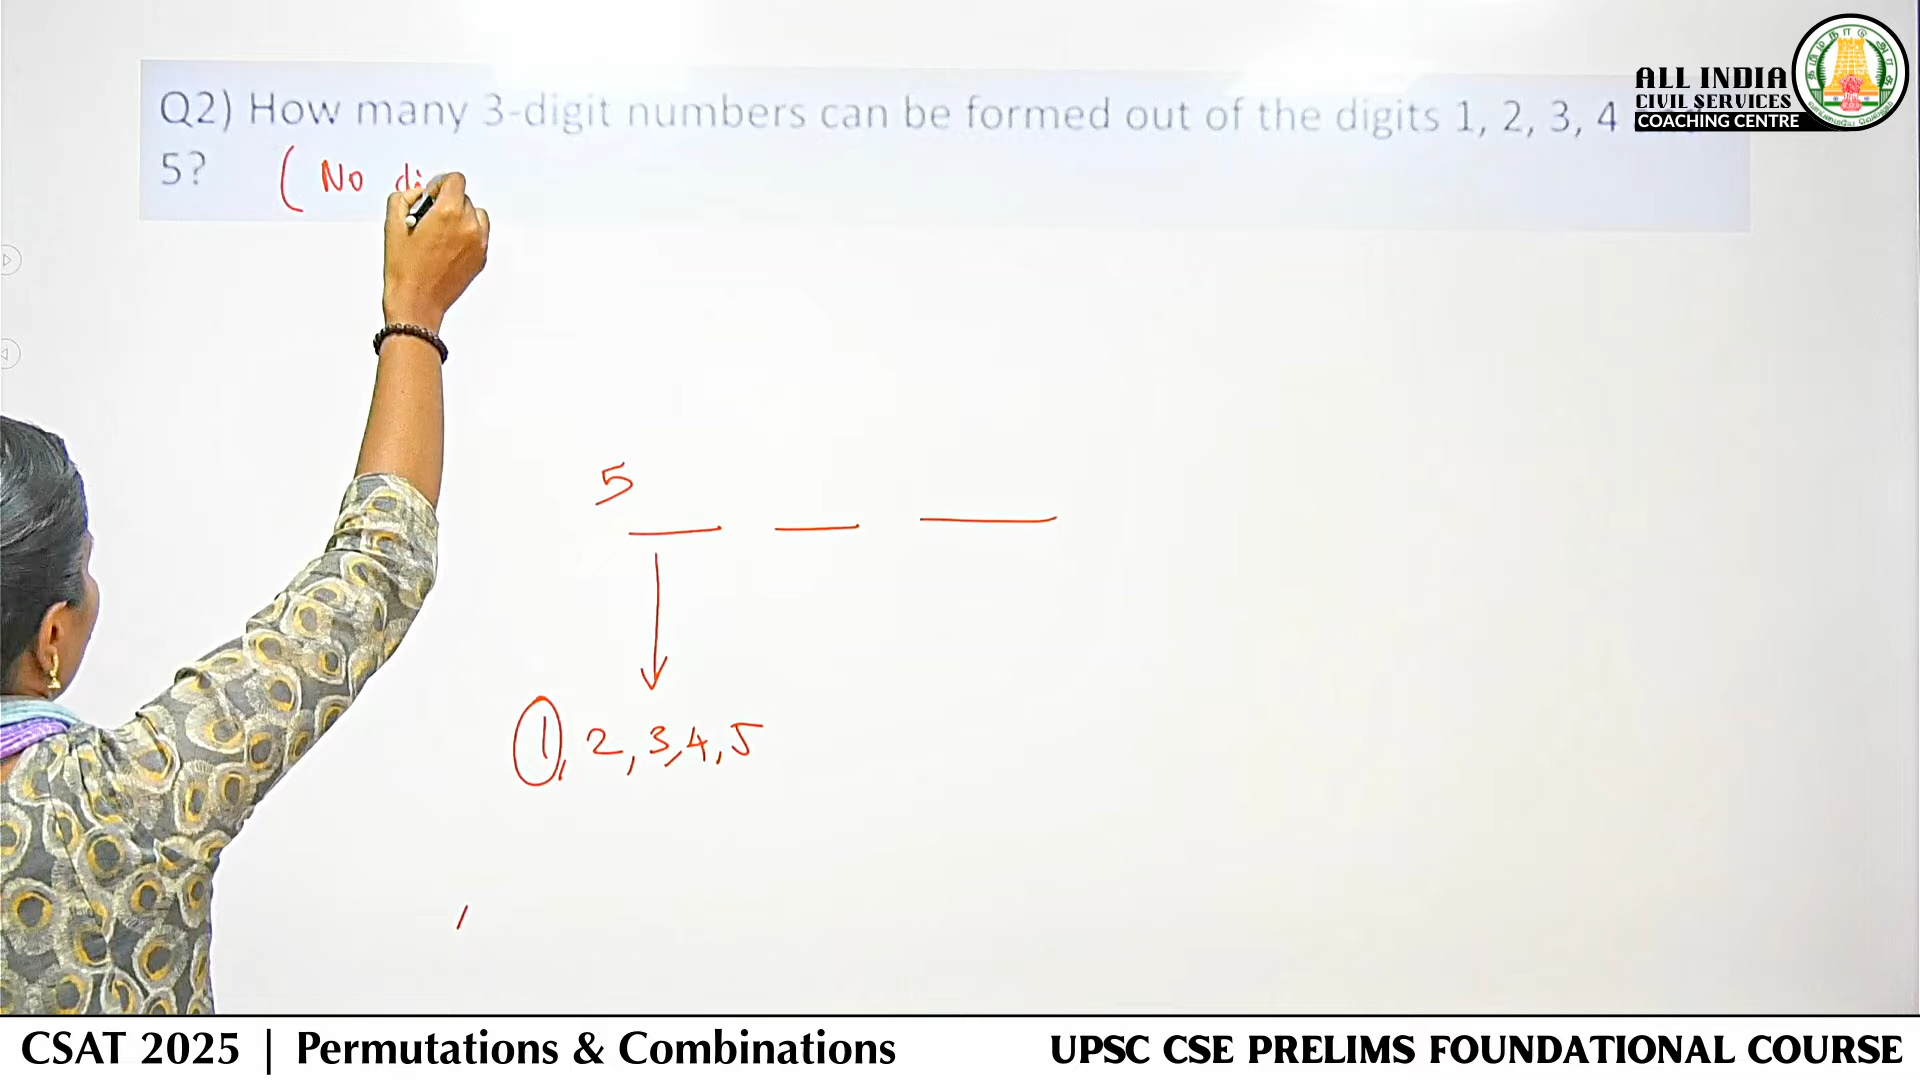 ALL INDIA
CIVIL SERVICES
COACHING CENTRE
Q2) How many 3-digit numbers can be formed out of the digits 1, 2, 3, 4
5?
( No di
5
1, 2, 3, 4, 5
CSAT 2025 | Permutations & Combinations
UPSC CSE PRELIMS FOUNDATIONAL COURSE